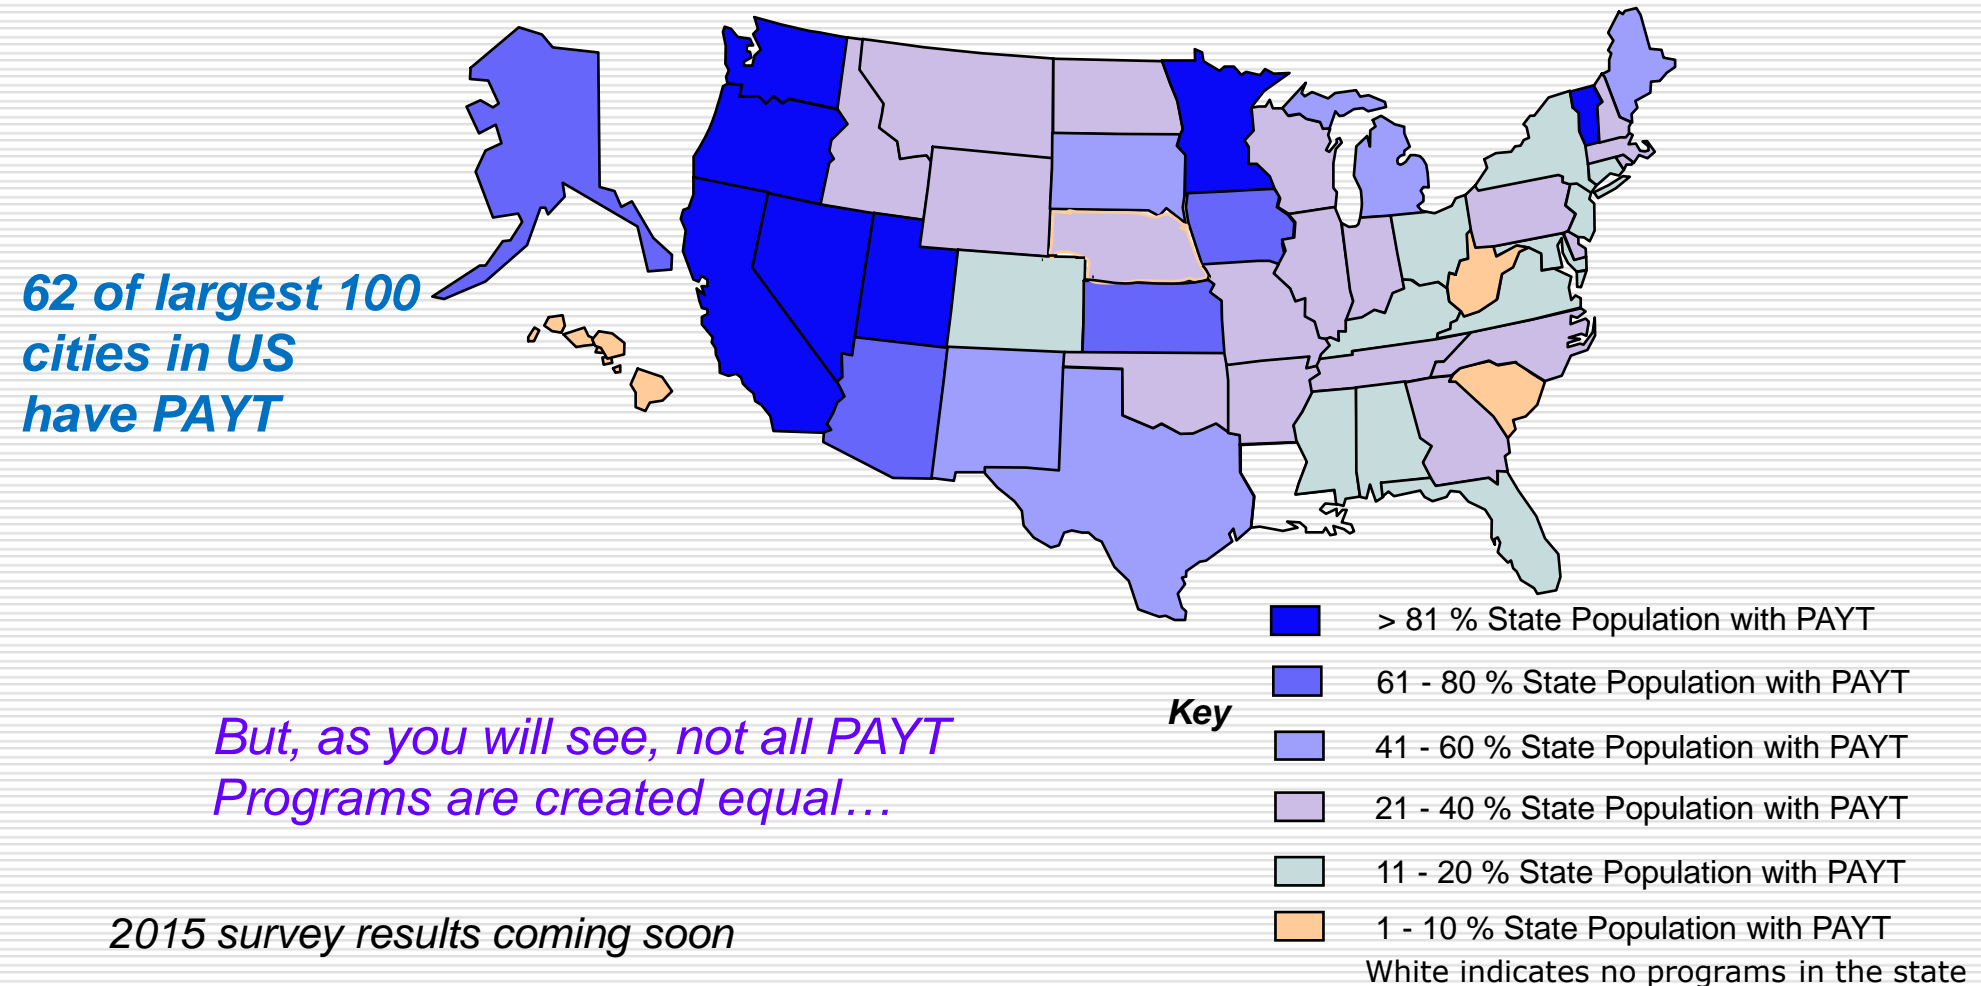 62 of largest 100
cities in US
have PAYT
> 81 % State Population with PAYT
61 - 80 % State Population with PAYT
Key
41 - 60 % State Population with PAYT
21 - 40 % State Population with PAYT
11 - 20 % State Population with PAYT
1 - 10 % State Population with PAYT
White indicates no programs in the state
But, as you will see, not all PAYT
Programs are created equal…
2015 survey results coming soon